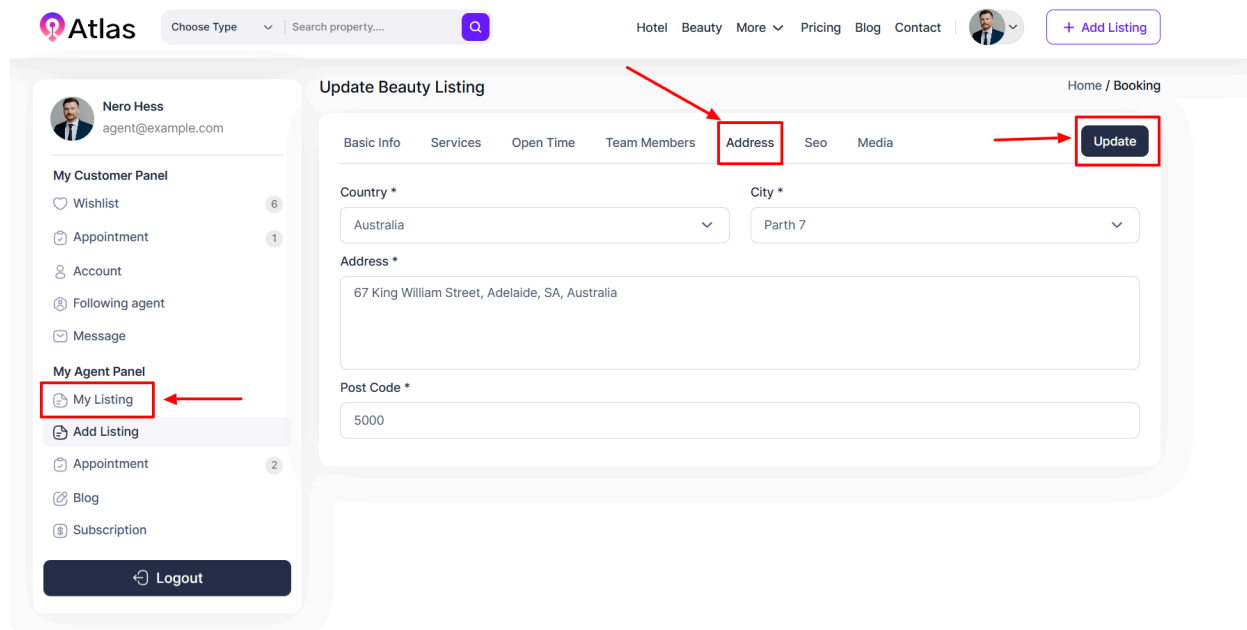 Atlas
Choose Type
Search property....
Hotel
Beauty
More
Pricing
Blog
Contact
+ Add Listing
Nero Hess
agent@example.com
My Customer Panel
Wishlist 6
Appointment 1
Account
Following agent
Message
My Agent Panel
My Listing
Add Listing
Appointment 2
Blog
Subscription
Logout
Update Beauty Listing
Home / Booking
Basic Info
Services
Open Time
Team Members
Address
Seo
Media
Update
Country *
Australia
City *
Parth 7
Address *
67 King William Street, Adelaide, SA, Australia
Post Code *
5000